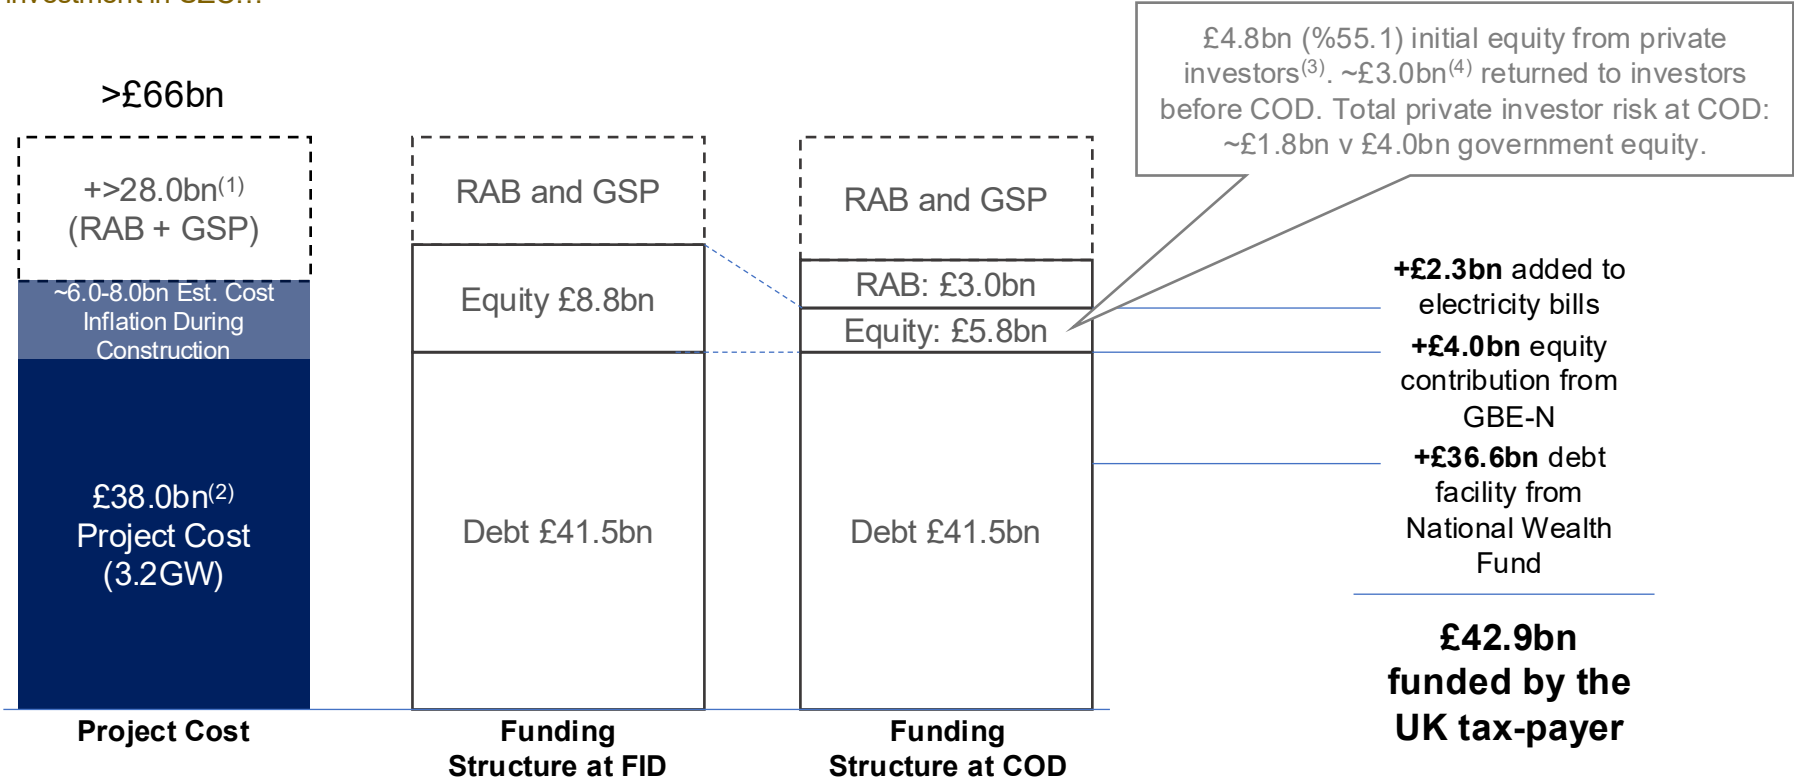 £4.8bn (%55.1) initial equity from private
investors(3). ~£3.0bn(4) returned to investors
before COD. Total private investor risk at COD:
~£1.8bn v £4.0bn government equity.
>£66bn
+>28.0bn(1)
(RAB + GSP)
~6.0-8.0bn Est. Cost
Inflation During
Construction
£38.0bn(2)
Project Cost
(3.2GW)
Project Cost
RAB and GSP
Equity £8.8bn
Debt £41.5bn
Funding
Structure at FID
RAB and GSP
RAB: £3.0bn
Equity: £5.8bn
Debt £41.5bn
Funding
Structure at COD
+£2.3bn added to
electricity bills
+£4.0bn equity
contribution from
GBE-N
+£36.6bn debt
facility from
National Wealth
Fund
£42.9bn
funded by the
UK tax-payer